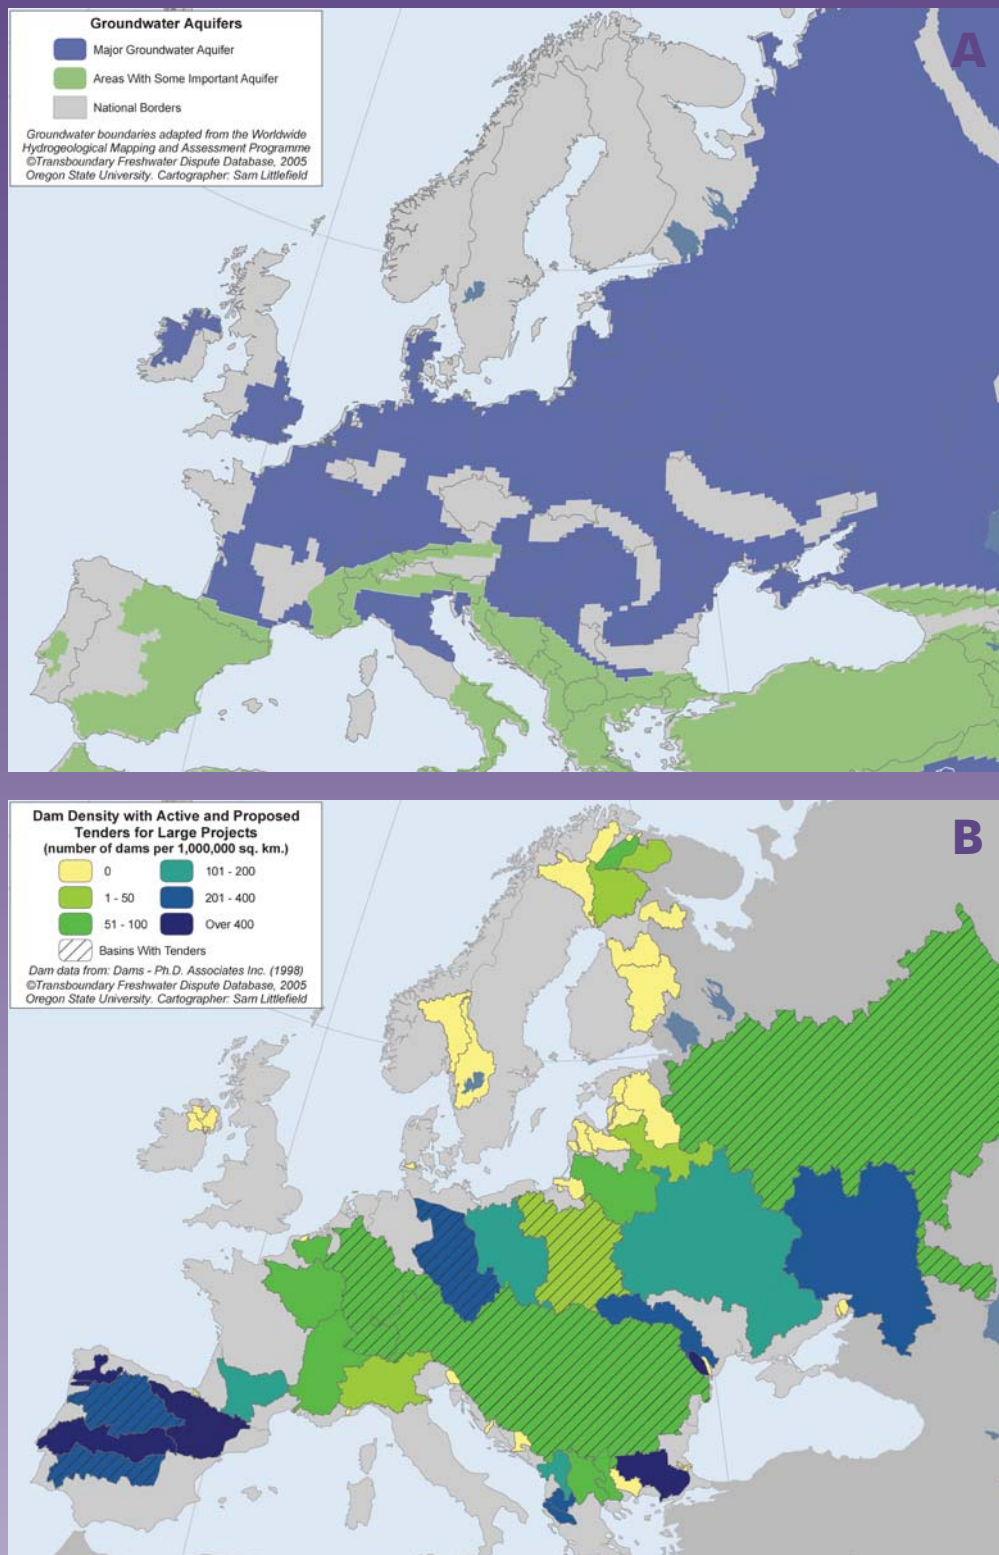 Groundwater Aquifers
Major Groundwater Aquifer
Areas With Some Important Aquifer
National Borders
Groundwater boundaries adapted from the Worldwide
Hydrogeological Mapping and Assessment Programme
©Transboundary Freshwater Dispute Database, 2005
Oregon State University. Cartographer: Sam Littlefield
A
Dam Density with Active and Proposed
Tenders for Large Projects
(number of dams per 1,000,000 sq. km.)
0
101 - 200
1 - 50
201 - 400
51 - 100
Over 400
Basins With Tenders
Dam data from: Dams - Ph.D. Associates Inc. (1998)
©Transboundary Freshwater Dispute Database, 2005
Oregon State University. Cartographer: Sam Littlefield
B